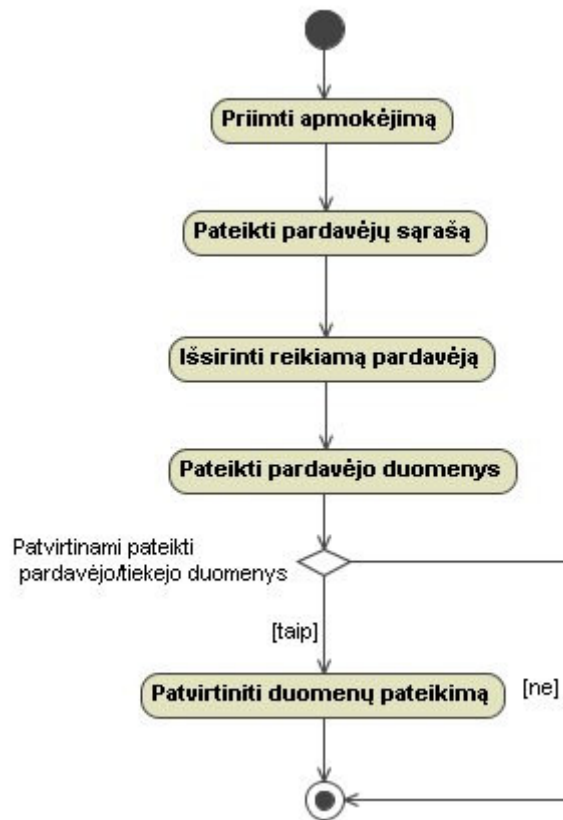 Priimti apmokėjimą
Pateikti pardavėjų sąrašą
Išsirinti reikiamą pardavėją
Pateikti pardavėjo duomenys
Patvirtinami pateikti
pardavėjo/tiekejo duomenys
[taip]
Patvirtiniti duomenų pateikimą
[ne]